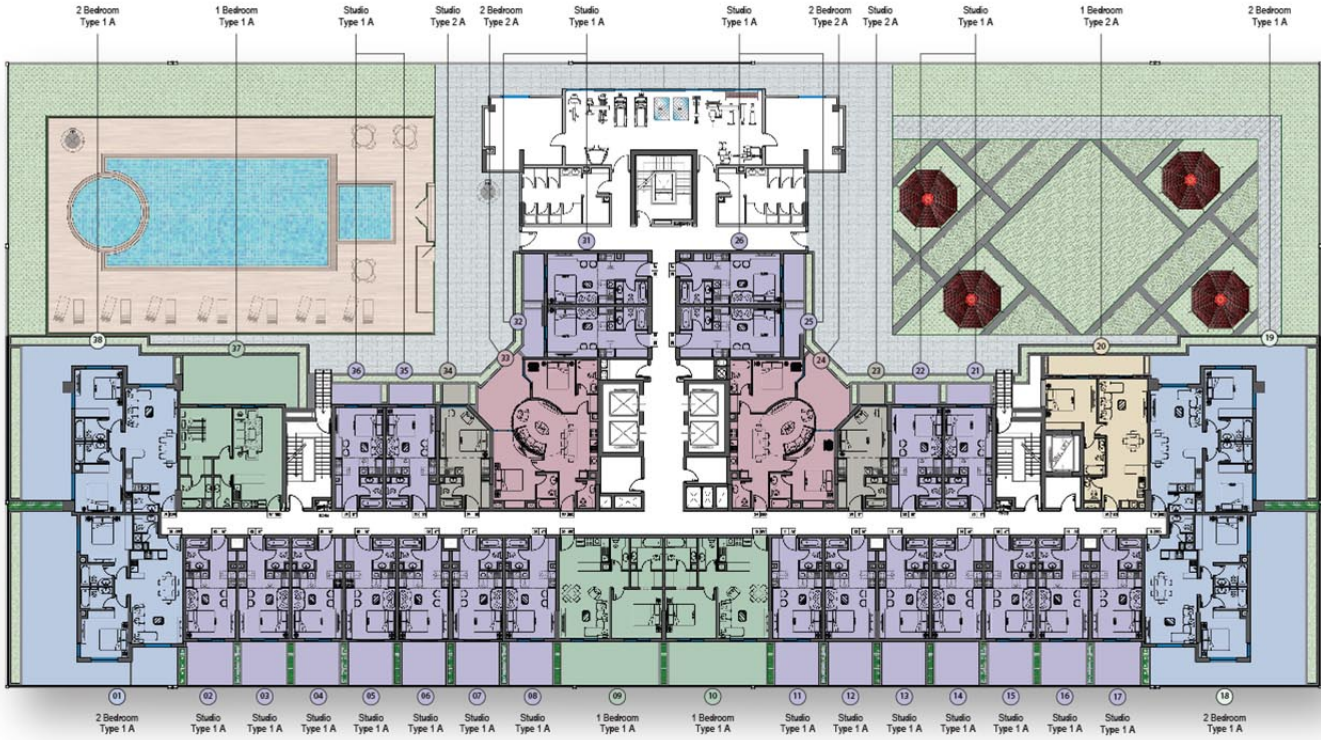 2 Bedroom
Type 1 A
1 Bedroom
Type 1 A
Studio
Type 1 A
Studio
Type 2 A
2 Bedroom
Type 2 A
Studio
Type 1 A
Studio
Type 1 A
2 Bedroom
Type 2 A
Studio
Type 2 A
Studio
Type 1 A
1 Bedroom
Type 2 A
2 Bedroom
Type 1 A
31
26
32
25
38
37
36
35
34
33
24
23
22
21
20
19
01
02
03
04
05
06
07
08
09
10
11
12
13
14
15
16
17
18
2 Bedroom
Type 1 A
Studio
Type 1 A
Studio
Type 1 A
Studio
Type 1 A
Studio
Type 1 A
Studio
Type 1 A
Studio
Type 1 A
Studio
Type 1 A
1 Bedroom
Type 1 A
1 Bedroom
Type 1 A
Studio
Type 1 A
Studio
Type 1 A
Studio
Type 1 A
Studio
Type 1 A
Studio
Type 1 A
Studio
Type 1 A
Studio
Type 1 A
2 Bedroom
Type 1 A